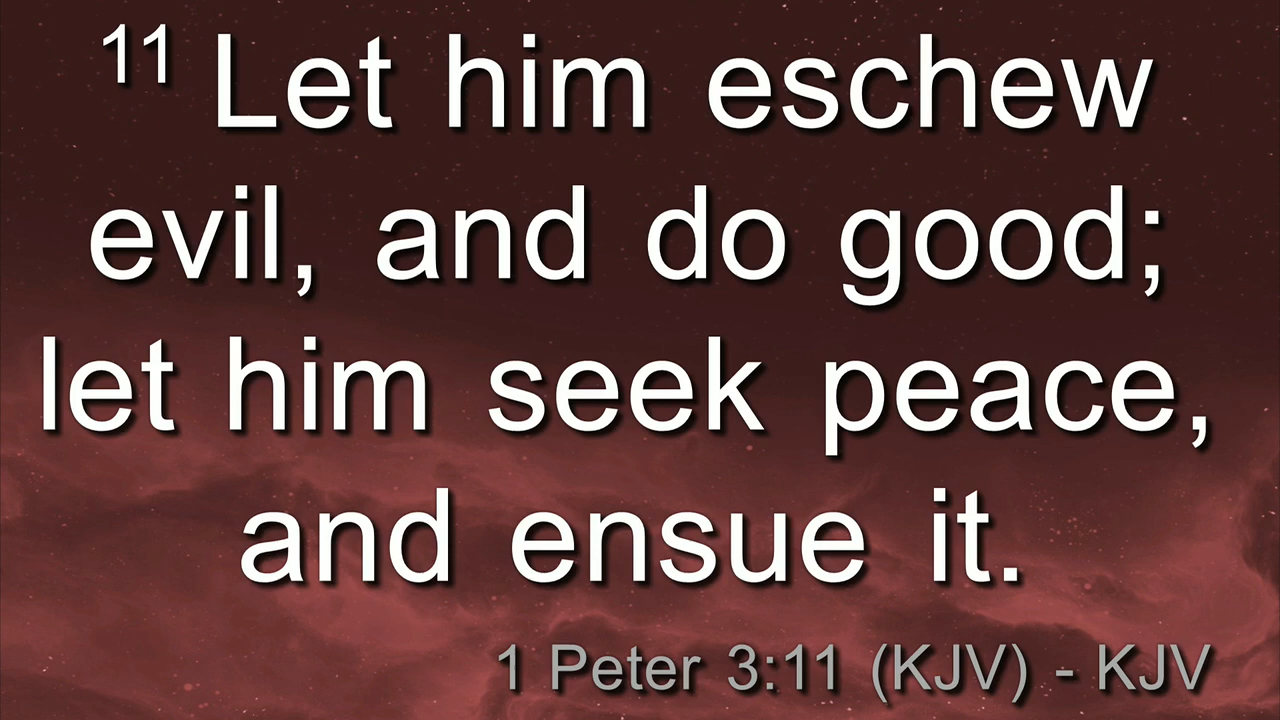 11 Let him eschew
evil, and do good;
let him seek peace,
and ensue it.
1 Peter 3:11 (KJV) - KJV